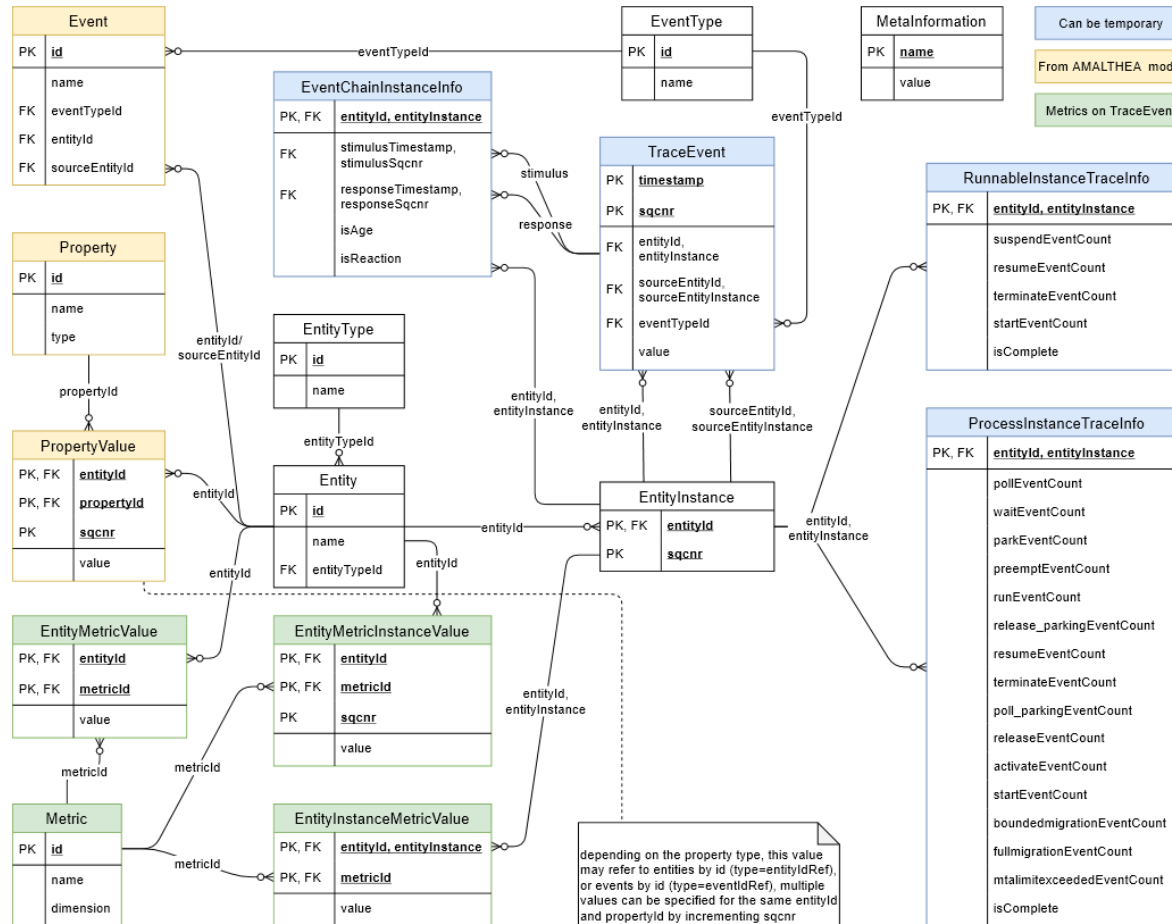 Event
PK id
name
FK eventTypeId
FK entityId
FK sourceEntityId
eventTypeId
EventType
PK id
name
MetaInformation
PK name
value
Can be temporary
From AMALTHEA mod
Metrics on TraceEven
EventChainInstanceInfo
PK, FK entityId, entityInstance
FK stimulusTimestamp,
stimulusSqcnr
FK responseTimestamp,
responseSqcnr
isAge
isReaction
stimulus
response
eventTypeId
TraceEvent
PK timestamp
PK sqcnr
FK entityId,
entityInstance
FK sourceEntityId,
sourceEntityInstance
FK eventTypeId
value
RunnableInstanceTraceInfo
PK, FK entityId, entityInstance
suspendEventCount
resumeEventCount
terminateEventCount
startEventCount
isComplete
Property
PK id
name
type
propertyId
entityId/
sourceEntityId
EntityType
PK id
name
entityTypeId
entityId,
entityInstance
entityId,
entityInstance
sourceEntityId,
sourceEntityInstance
PropertyValue
PK, FK entityId
PK, FK propertyId
PK sqcnr
value
entityId
Entity
PK id
name
FK entityTypeId
entityId
EntityInstance
PK, FK entityId
PK sqcnr
entityId,
entityInstance
ProcessInstanceTraceInfo
PK, FK entityId, entityInstance
pollEventCount
waitEventCount
parkEventCount
preemptEventCount
runEventCount
release_parkingEventCount
resumeEventCount
terminateEventCount
poll_parkingEventCount
releaseEventCount
activateEventCount
startEventCount
boundedmigrationEventCount
fullmigrationEventCount
mtalimitexceededEventCount
isComplete
entityId
entityId
EntityMetricValue
PK, FK entityId
PK, FK metricId
value
metricId
EntityMetricInstanceValue
PK, FK entityId
PK, FK metricId
PK sqcnr
value
metricId
entityId,
entityInstance
Metric
PK id
name
dimension
metricId
EntityInstanceMetricValue
PK, FK entityId, entityInstance
PK, FK metricId
value
depending on the property type, this value
may refer to entities by id (type=entityIdRef),
or events by id (type=eventIdRef), multiple
values can be specified for the same entityId
and propertyId by incrementing sqcnr